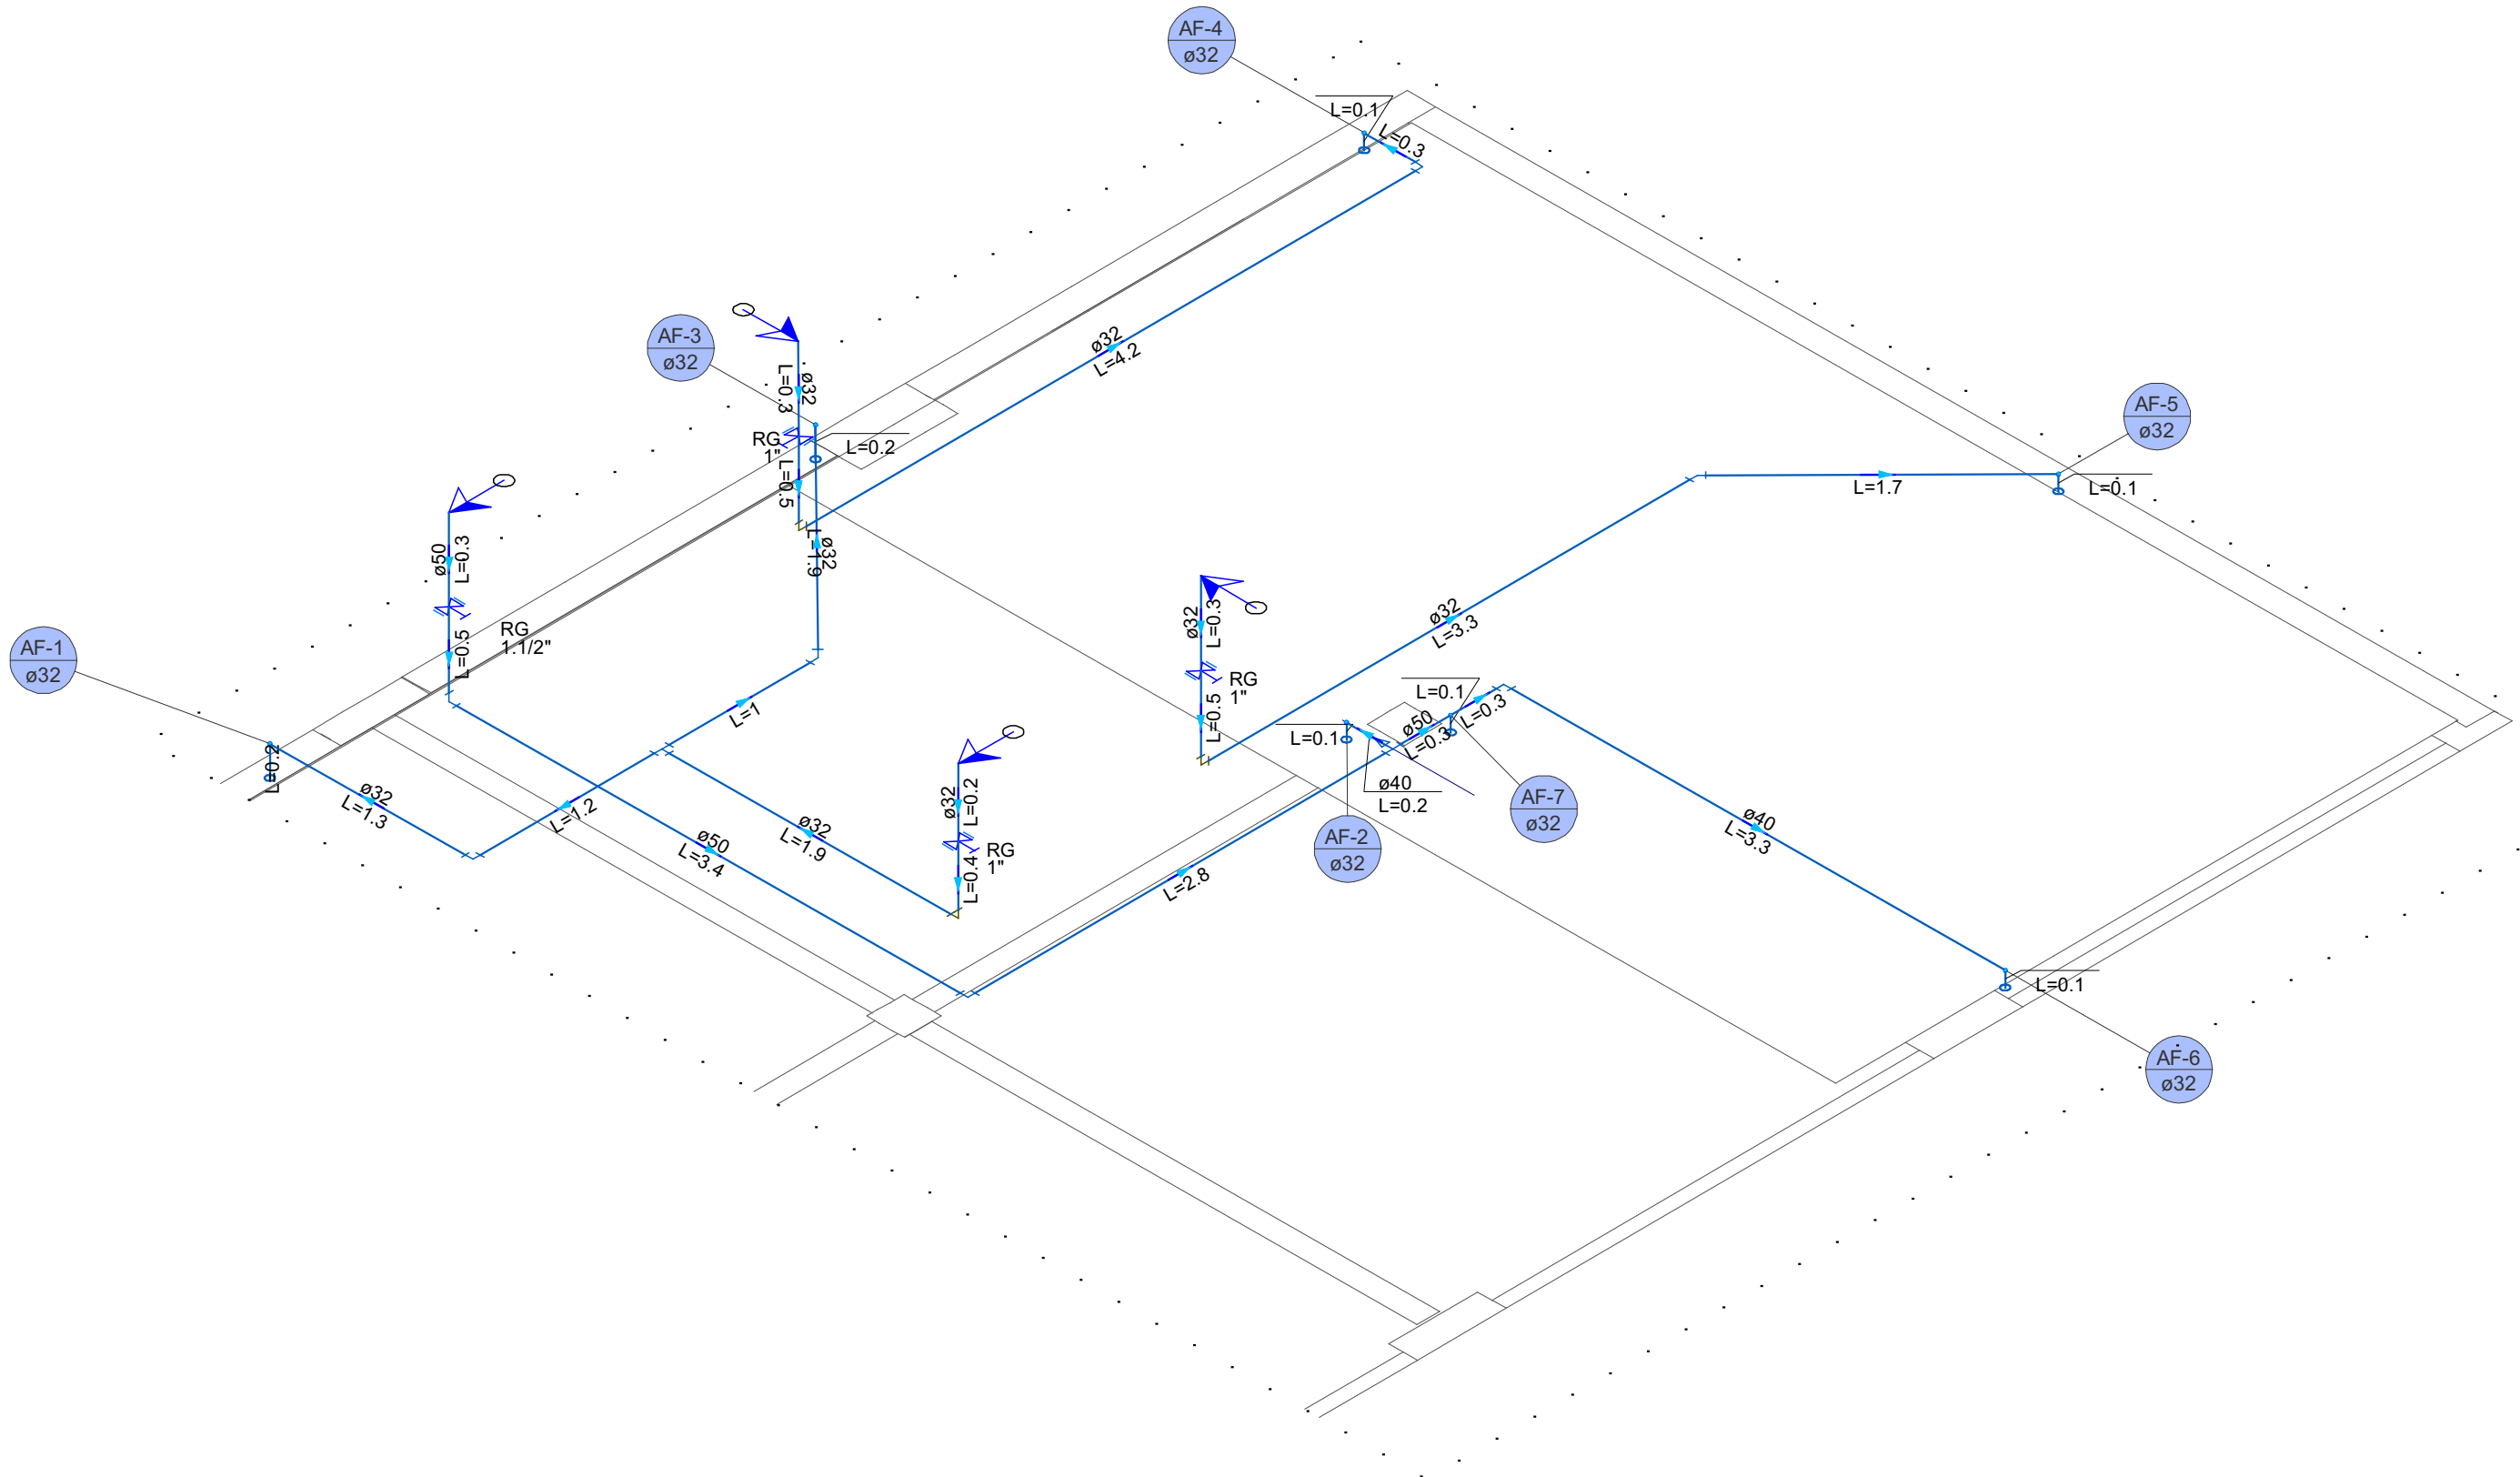 AF-4
ø32
L=0.1
L=0.3
AF-3
ø32
ø32
L=4.2
L=0.3
ø32
RG
1"
L=0.2
L=0.5
AF-5
ø32
L=1.7
L=0.1
ø50
L=0.3
L=1.9
ø32
RG
1.1/2"
L=0.5
AF-1
ø32
ø32
L=0.3
ø32
L=3.3
RG
1"
L=0.5
L=0.1
L=0.3
L=1
L=0.1
ø50
L=0.3
L=0.2
ø32
L=1.3
L=1.2
ø32
L=0.2
ø40
L=0.2
AF-7
ø32
ø50
L=3.4
ø32
L=1.9
RG
1"
L=0.4
AF-2
ø32
ø40
L=3.3
L=2.8
L=0.1
AF-6
ø32